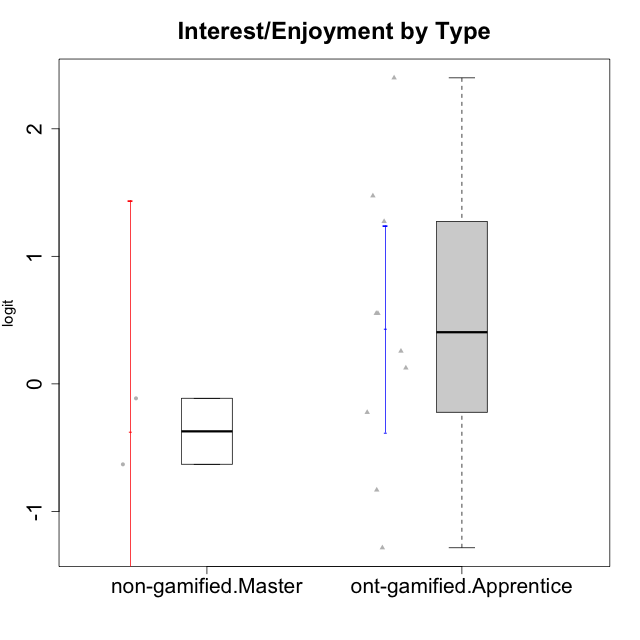 Interest/Enjoyment by Type
2
1
0
-1
logit
non-gamified.Master
ont-gamified.Apprentice